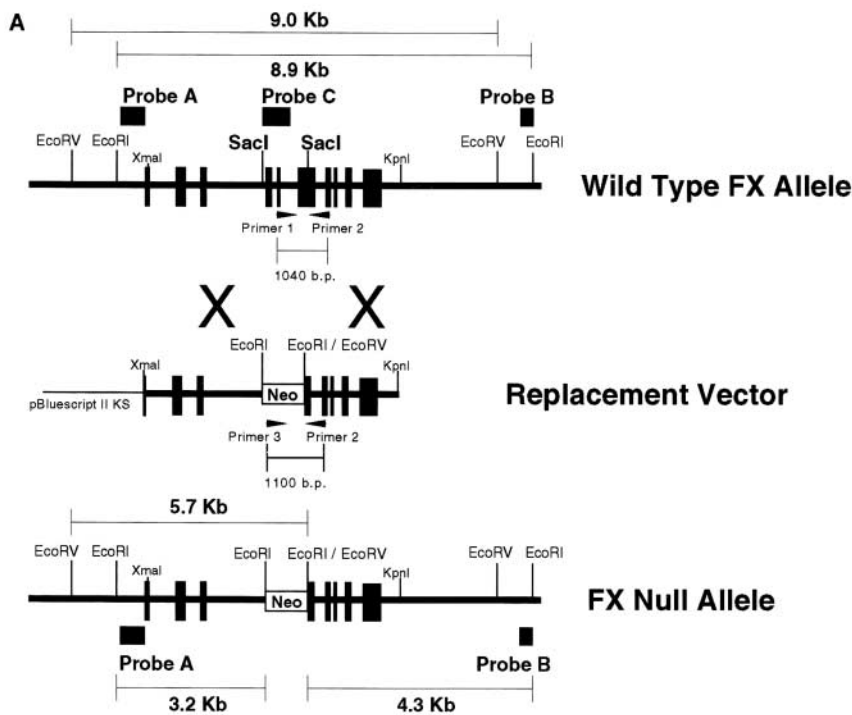 A
9.0 Kb
8.9 Kb
Probe A
Probe C
Probe B
EcoRV
EcoRI
XmaI
SacI
SacI
KpnI
EcoRV
EcoRI
Wild Type FX Allele
Primer 1
Primer 2
1040 b.p.
X
X
XmaI
EcoRI
EcoRI / EcoRV
KpnI
pBluescript II KS
Neo
Replacement Vector
Primer 3
Primer 2
1100 b.p.
5.7 Kb
EcoRV
EcoRI
XmaI
EcoRI
EcoRI / EcoRV
KpnI
EcoRV
EcoRI
Neo
FX Null Allele
Probe A
Probe B
3.2 Kb
4.3 Kb